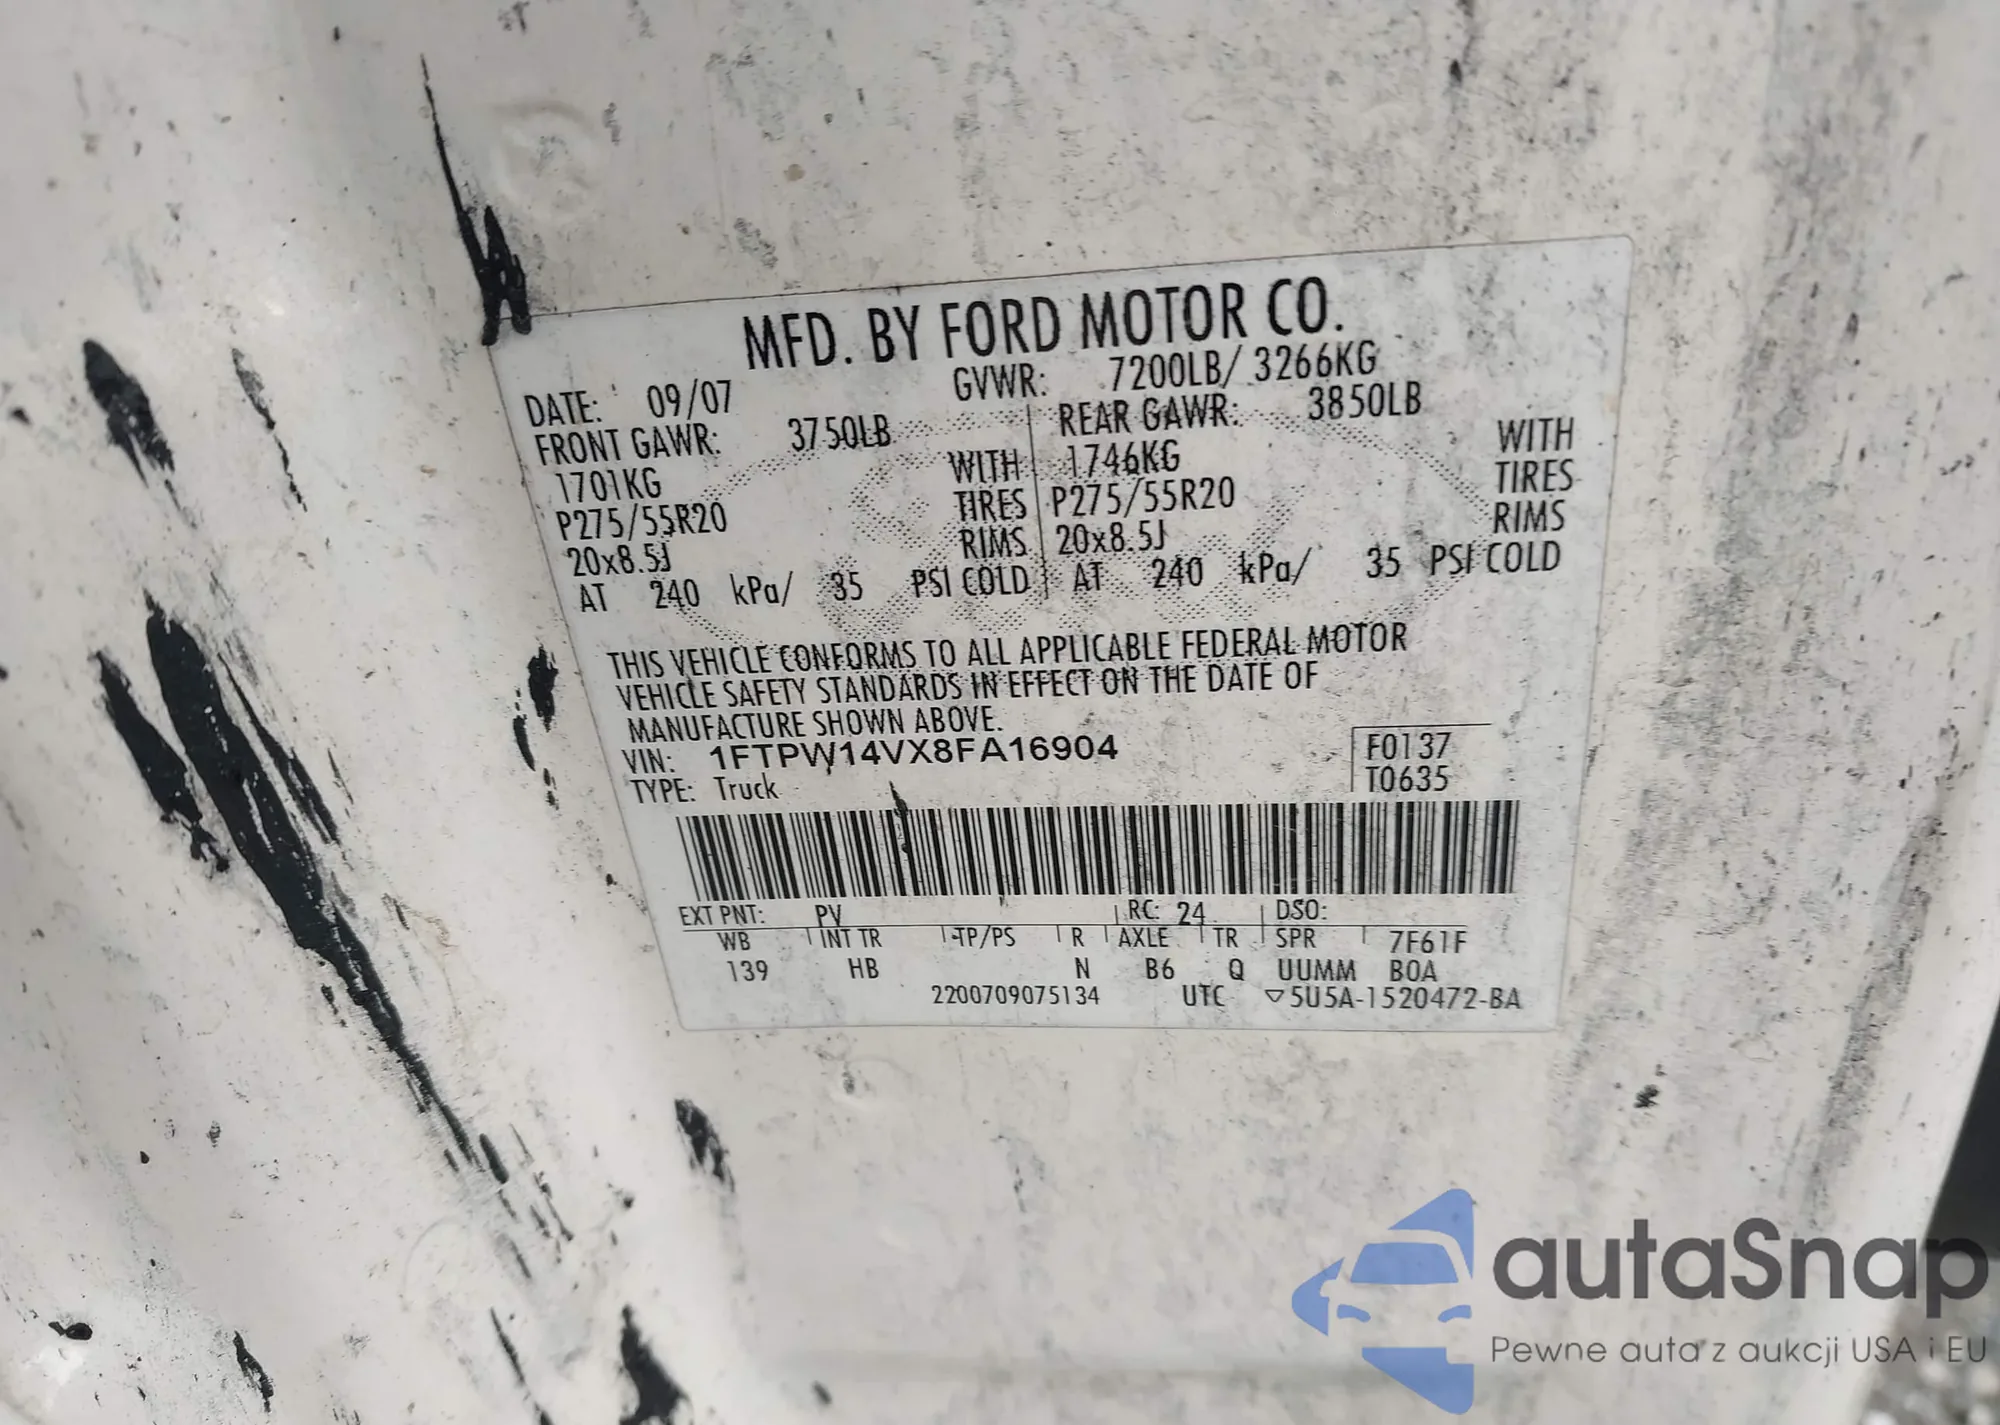 MFD. BY FORD MOTOR CO.
DATE: 09/07 GVWR: 7200LB/ 3266KG
FRONT GAWR: 3750LB REAR GAWR: 3850LB
1701KG WITH 1746KG WITH
P275/55R20 TIRES P275/55R20 TIRES
20x8.5J RIMS 20x8.5J RIMS
AT 240 kPa/ 35 PSI COLD AT 240 kPa/ 35 PSI COLD
THIS VEHICLE CONFORMS TO ALL APPLICABLE FEDERAL MOTOR
VEHICLE SAFETY STANDARDS IN EFFECT ON THE DATE OF
MANUFACTURE SHOWN ABOVE.
VIN: 1FTPW14VX8FA16904 F0137
TYPE: Truck T0635
EXT PNT: PV RC: 24 DSO:
WB INT TR TP/PS R AXLE TR SPR 7F61F
139 HB N B6 Q UUMM B0A
2200709075134 UTC ▽5U5A-1520472-BA
autaSnap
Pewne auta z aukcji USA i EU